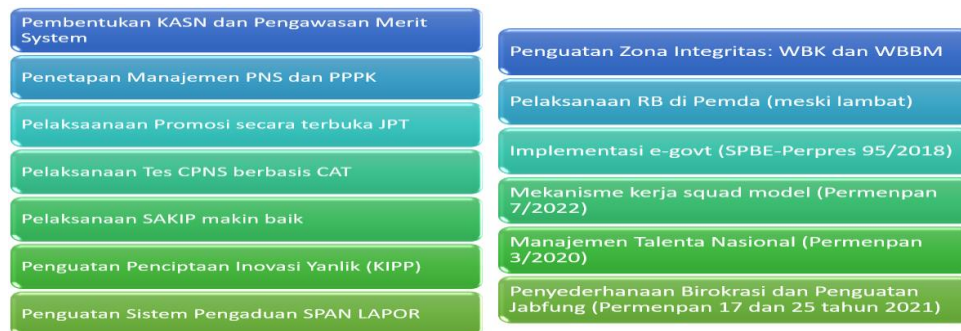 Pembentukan KASN dan Pengawasan Merit
System
Penetapan Manajemen PNS dan PPPK
Pelaksaanaan Promosi secara terbuka JPT
Pelaksanaan Tes CPNS berbasis CAT
Pelaksanaan SAKIP makin baik
Penguatan Penciptaan Inovasi Yanlik (KIPP)
Penguatan Sistem Pengaduan SPAN LAPOR
Penguatan Zona Integritas: WBK dan WBBM
Pelaksanaan RB di Pemda (meski lambat)
Implementasi e-govt (SPBE-Perpres 95/2018)
Mekanisme kerja squad model (Permenpan
7/2022)
Manajemen Talenta Nasional (Permenpan
3/2020)
Penyederhanaan Birokrasi dan Penguatan
Jabfung (Permenpan 17 dan 25 tahun 2021)